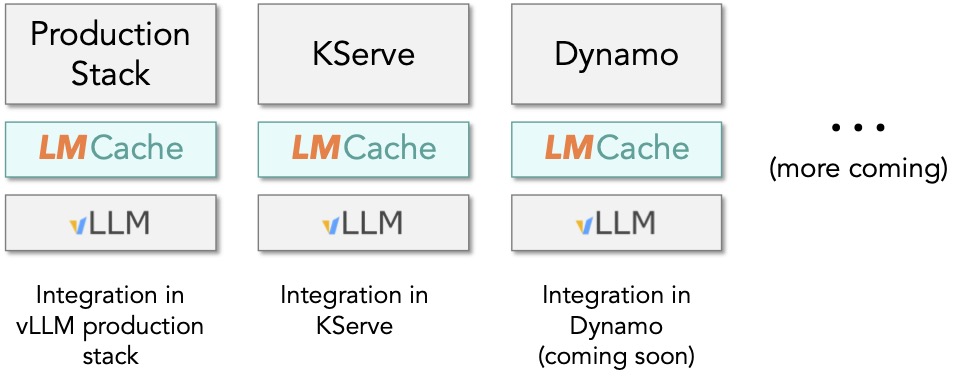 Production
Stack
LMCache
vLLM
Integration in
vLLM production
stack
KServe
LMCache
vLLM
Integration in
KServe
Dynamo
LMCache
vLLM
Integration in
Dynamo
(coming soon)
...
(more coming)